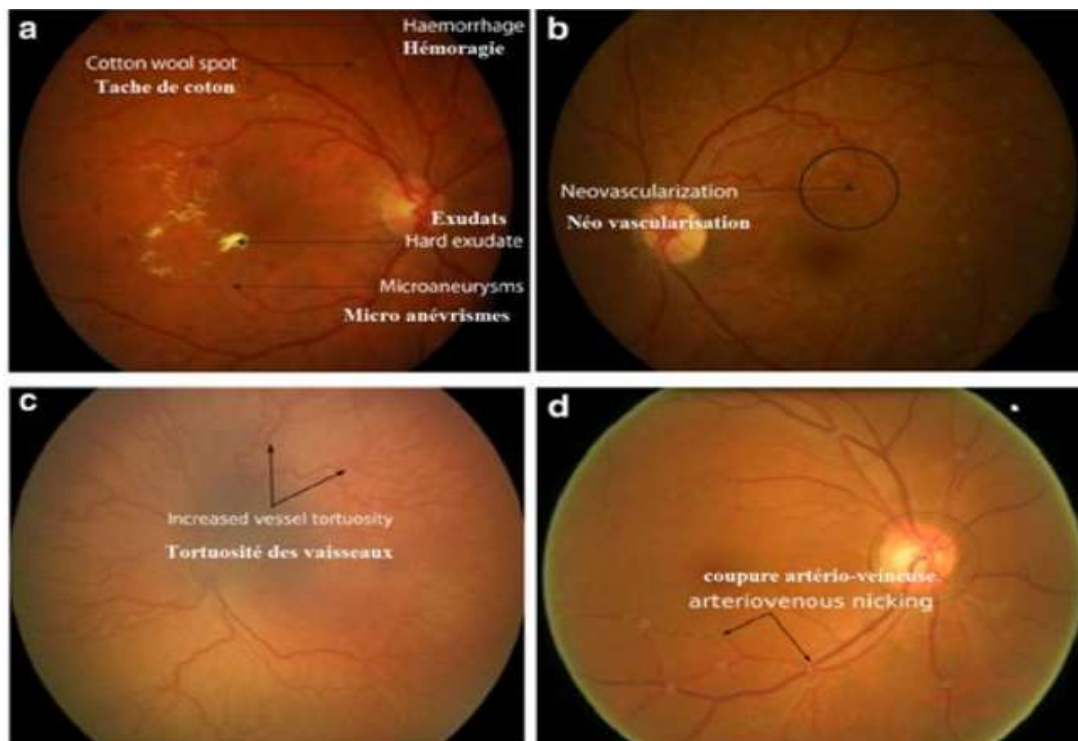 a
Haemorrhage
Hémoragie
Cotton wool spot
Tache de coton
Exudats
Hard exudate
Microaneurysms
Micro anévrismes
b
Neovascularization
Néo vascularisation
c
Increased vessel tortuosity
Tortuosité des vaisseaux
d
coupure artério-veineuse
arteriovenous nicking